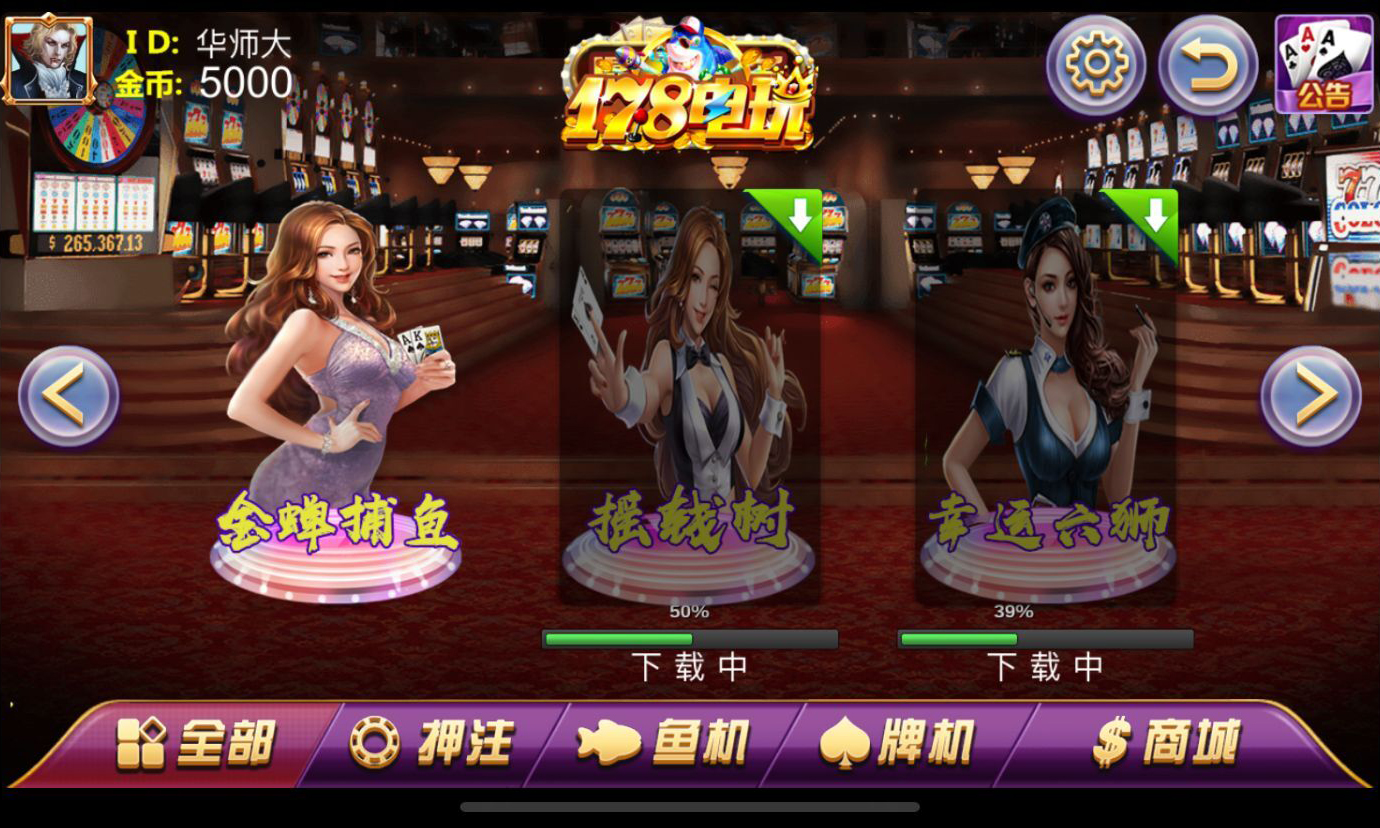 ID: 华师大
金币: 5000
178电玩
公告
$ 265,367.13
金蝉捕鱼
摇钱树
幸运六狮
50%
39%
下载中
下载中
全部
押注
鱼机
牌机
$ 商城